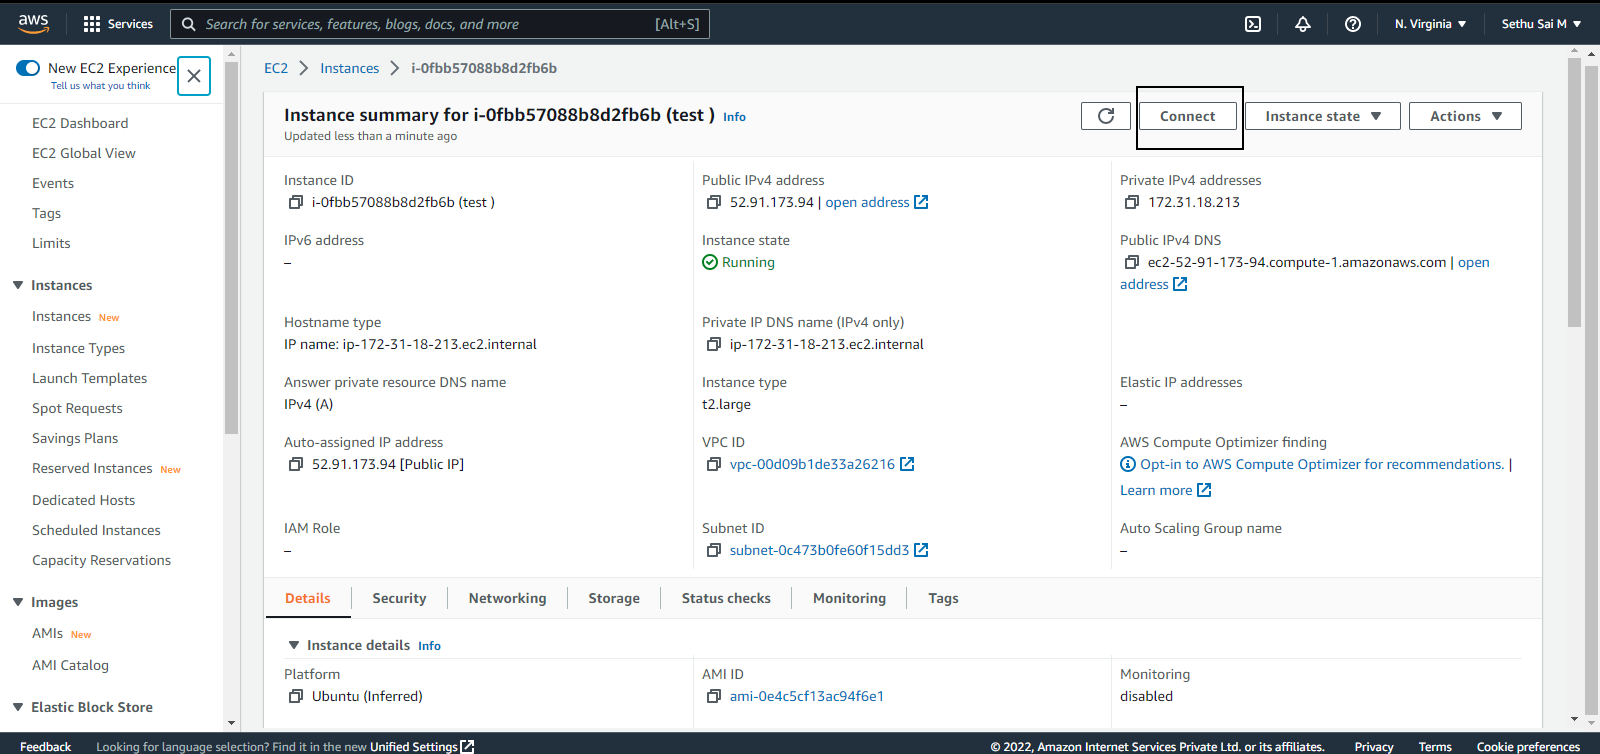 aws
Services
Search for services, features, blogs, docs, and more [Alt+S]
N. Virginia
Sethu Sai M
New EC2 Experience
Tell us what you think
EC2 Dashboard
EC2 Global View
Events
Tags
Limits
Instances
Instances New
Instance Types
Launch Templates
Spot Requests
Savings Plans
Reserved Instances New
Dedicated Hosts
Scheduled Instances
Capacity Reservations
Images
AMIs New
AMI Catalog
Elastic Block Store
EC2 > Instances > i-0fbb57088b8d2fb6b
Instance summary for i-0fbb57088b8d2fb6b (test ) Info
Updated less than a minute ago
Connect
Instance state
Actions
Instance ID
i-0fbb57088b8d2fb6b (test )
Public IPv4 address
52.91.173.94 | open address
Private IPv4 addresses
172.31.18.213
IPv6 address
–
Instance state
Running
Public IPv4 DNS
ec2-52-91-173-94.compute-1.amazonaws.com | open
address
Hostname type
IP name: ip-172-31-18-213.ec2.internal
Private IP DNS name (IPv4 only)
ip-172-31-18-213.ec2.internal
Answer private resource DNS name
IPv4 (A)
Instance type
t2.large
Elastic IP addresses
–
Auto-assigned IP address
52.91.173.94 [Public IP]
VPC ID
vpc-00d09b1de33a26216
AWS Compute Optimizer finding
Opt-in to AWS Compute Optimizer for recommendations. |
Learn more
IAM Role
–
Subnet ID
subnet-0c473b0fe60f15dd3
Auto Scaling Group name
–
Details
Security
Networking
Storage
Status checks
Monitoring
Tags
Instance details Info
Platform
Ubuntu (Inferred)
AMI ID
ami-0e4c5cf13ac94f6e1
Monitoring
disabled
Feedback
Looking for language selection? Find it in the new Unified Settings
© 2022, Amazon Internet Services Private Ltd. or its affiliates.
Privacy
Terms
Cookie preferences